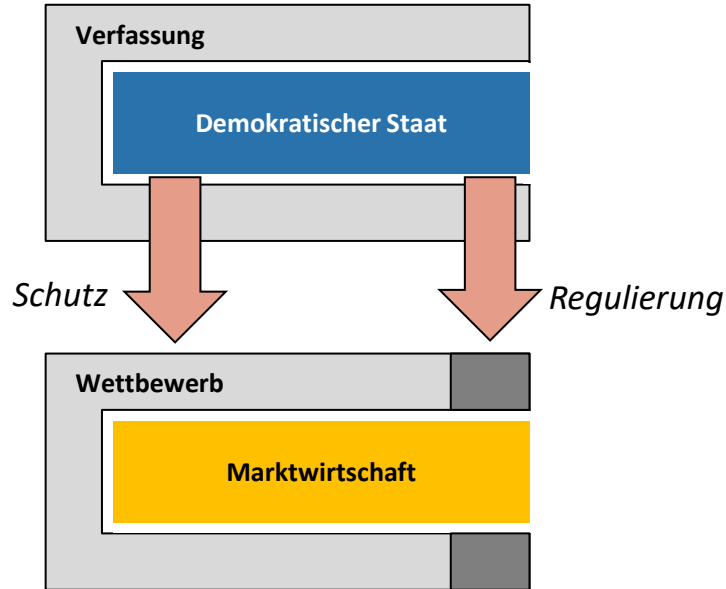 Verfassung
Demokratischer Staat
Schutz
Regulierung
Wettbewerb
Marktwirtschaft